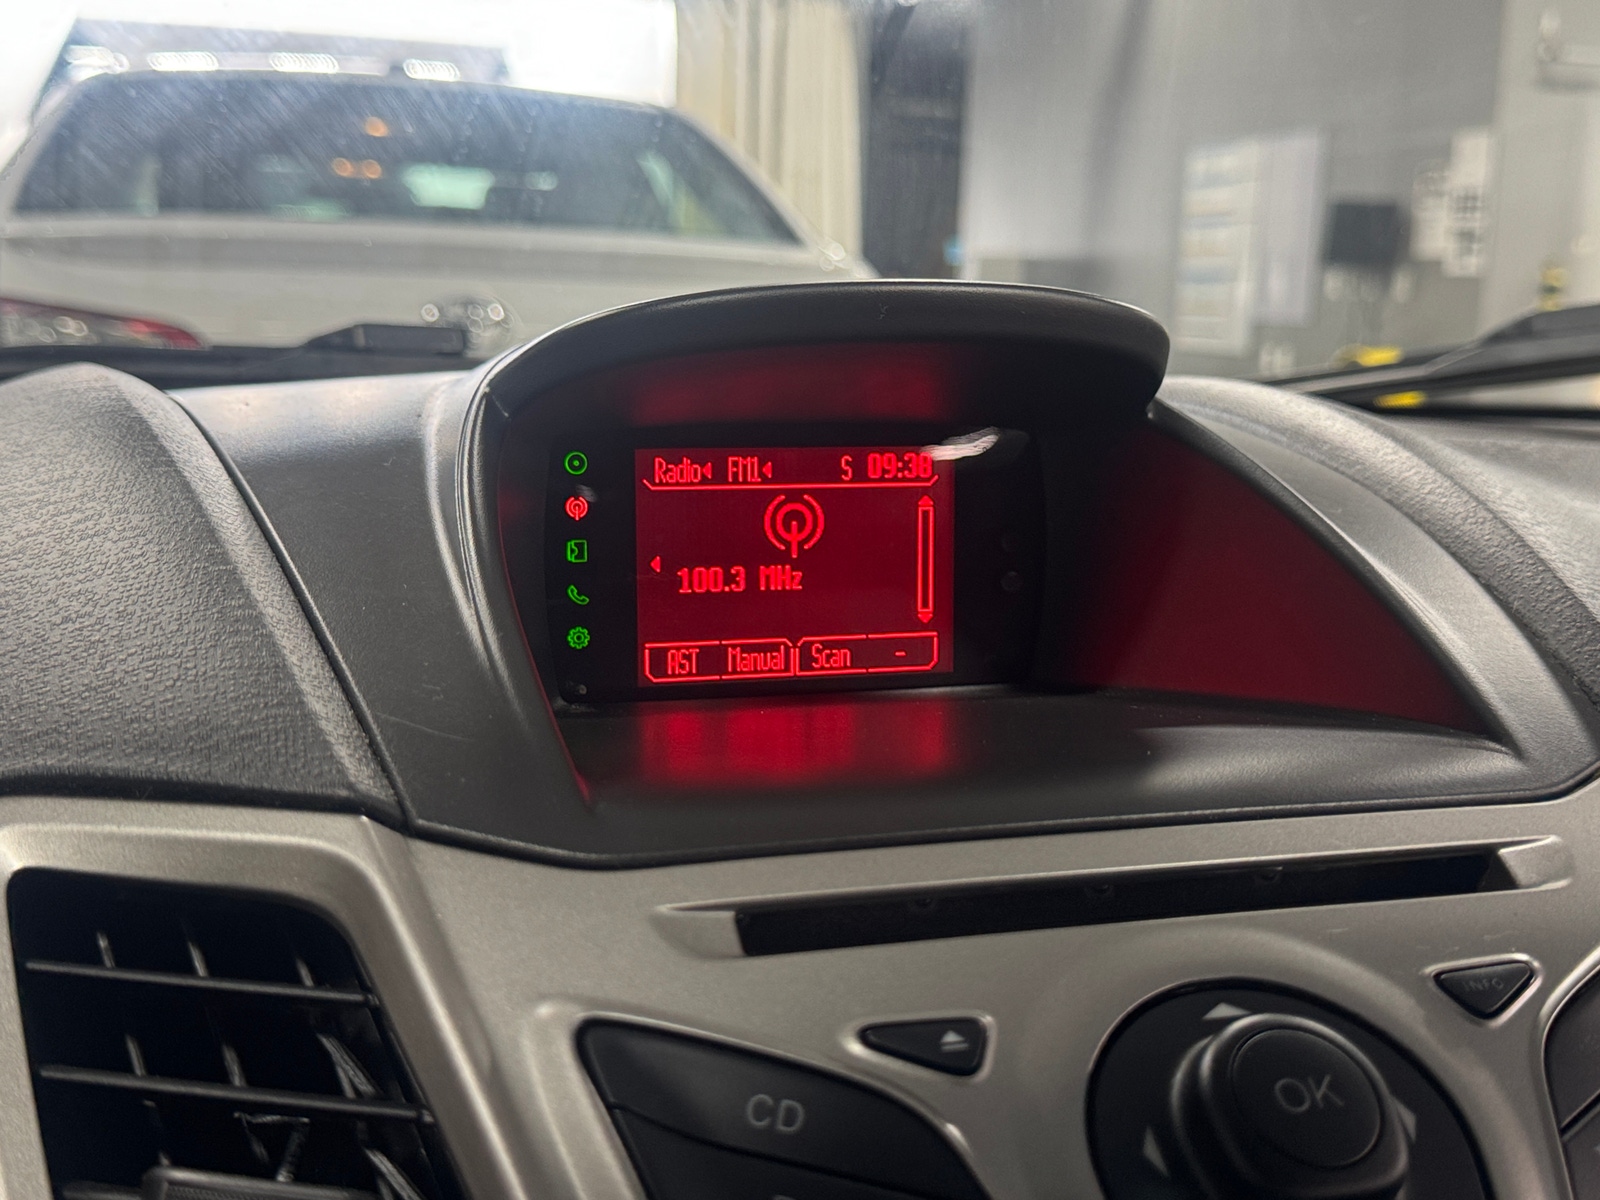 Radio FM1 S 09:38
100.3 MHz
AST Manual Scan -
INFO
CD
OK